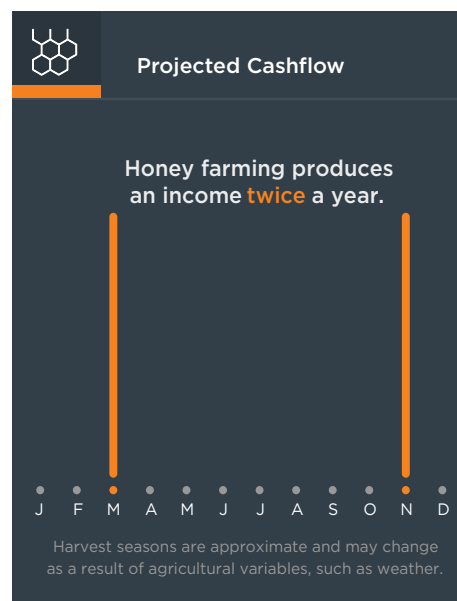 Projected Cashflow
Honey farming produces
an income twice a year.
J F M A M J J A S O N D
Harvest seasons are approximate and may change
as a result of agricultural variables, such as weather.